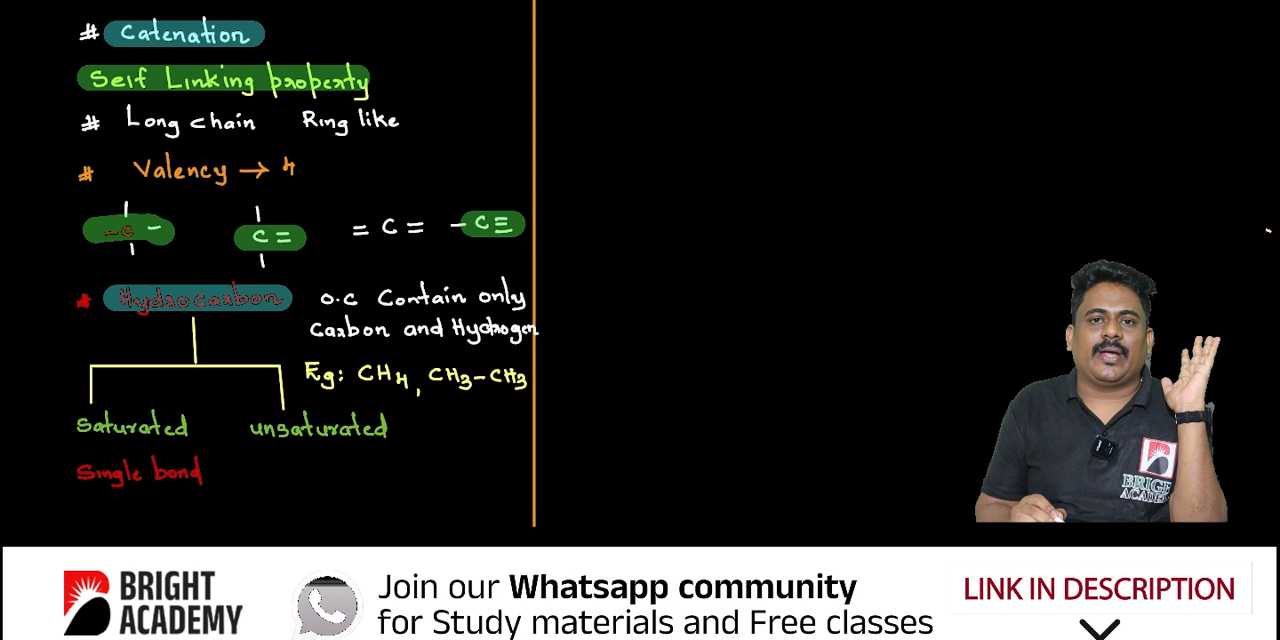 # Catenation
Self Linking property
# Long chain Ring like
# Valency → 4
-C- C= =C= -C≡
* Hydrocarbon O.C Contain only
Carbon and Hydrogen
Eg: CH4, CH3-CH3
Saturated unsaturated
Single bond
BRIGHT
ACADEMY
BRIGHT
ACADEMY
Join our Whatsapp community
for Study materials and Free classes
LINK IN DESCRIPTION